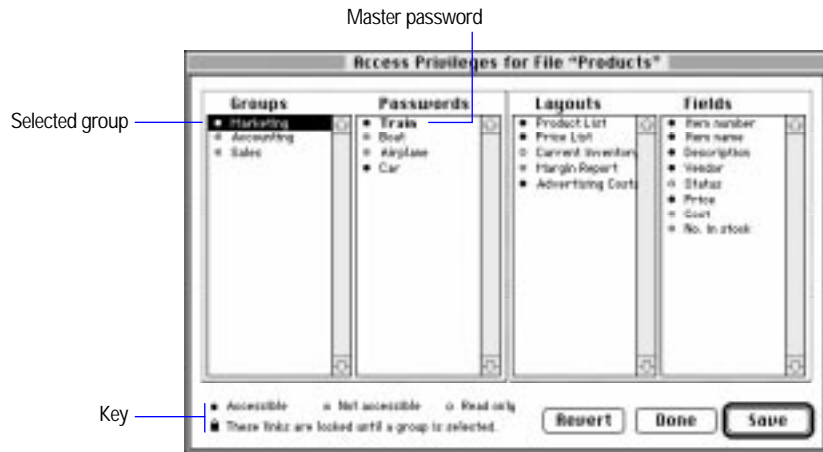 Master password
Access Privileges for File "Products"
Groups Passwords Layouts Fields
Selected group
Marketing
Accounting
Sales
Train
Boat
Airplane
Car
Product List
Price List
Current Inventory
Margin Report
Advertising Costs
Item number
Item name
Description
Vendor
Status
Price
Cost
No. in stock
Key
Accessible Not accessible Read only
These links are locked until a group is selected.
Revert Done Save